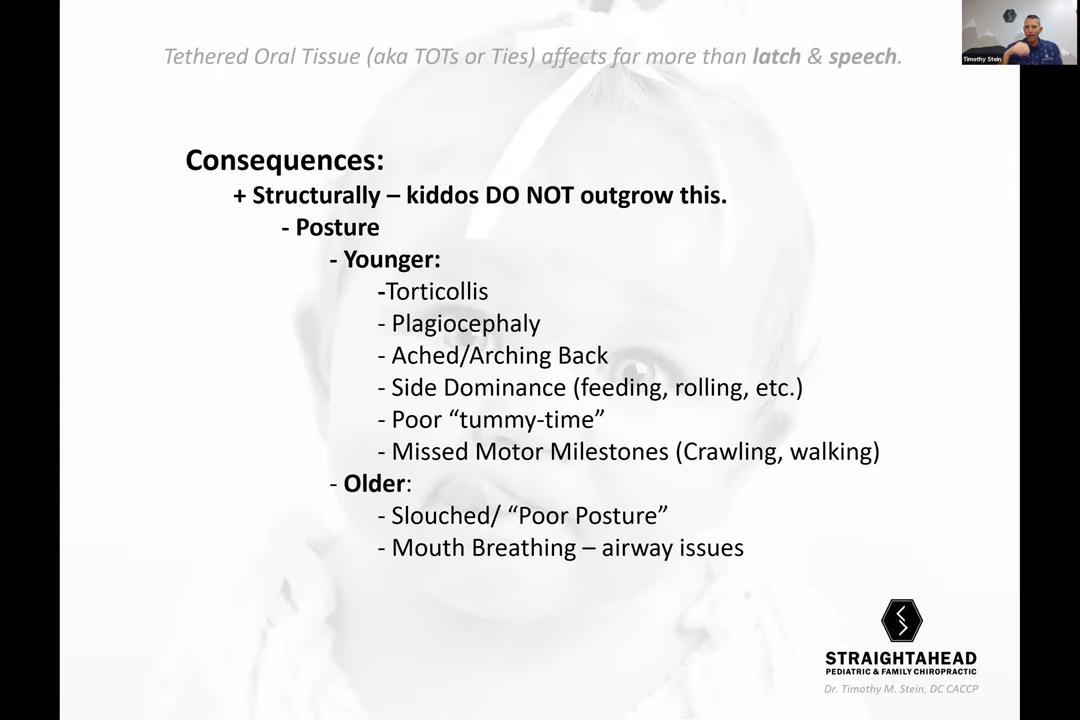 Tethered Oral Tissue (aka TOTs or Ties) affects far more than latch & speech.
Timothy Stein
Consequences:
+ Structurally – kiddos DO NOT outgrow this.
- Posture
- Younger:
-Torticollis
- Plagiocephaly
- Ached/Arching Back
- Side Dominance (feeding, rolling, etc.)
- Poor “tummy-time”
- Missed Motor Milestones (Crawling, walking)
- Older:
- Slouched/ “Poor Posture”
- Mouth Breathing – airway issues
STRAIGHTAHEAD
PEDIATRIC & FAMILY CHIROPRACTIC
Dr. Timothy M. Stein, DC CACCP